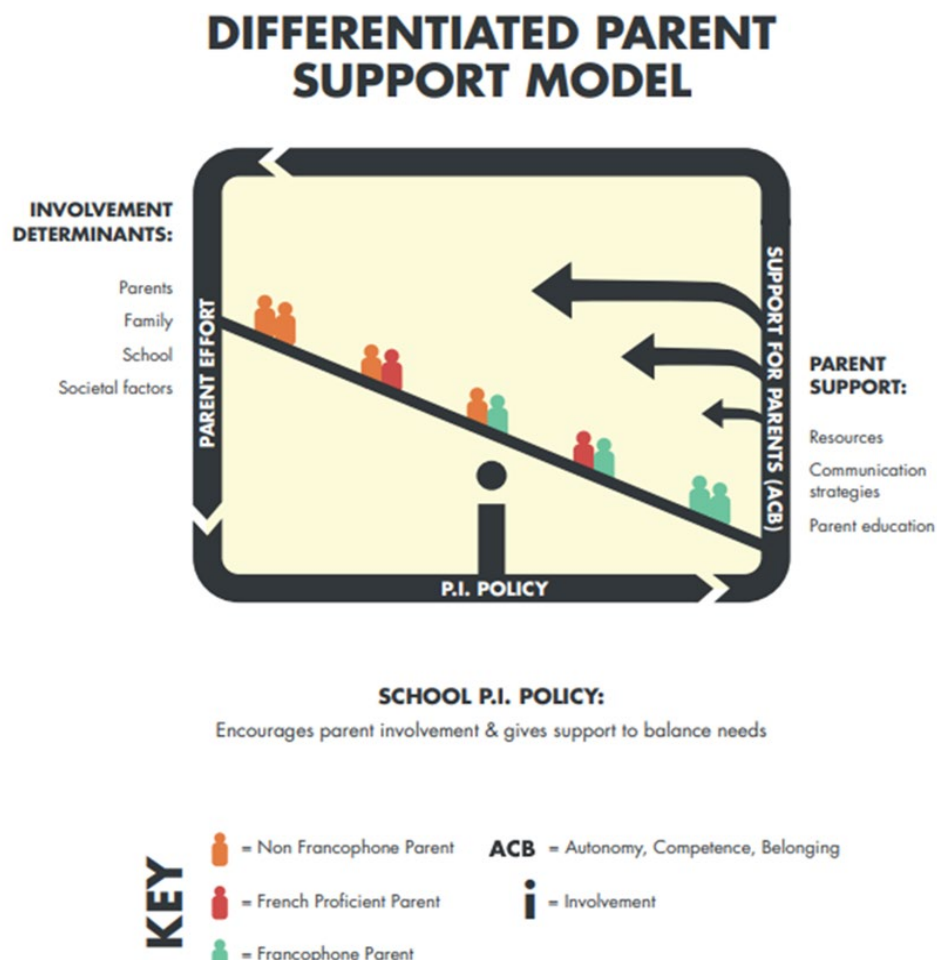 DIFFERENTIATED PARENT
SUPPORT MODEL
INVOLVEMENT
DETERMINANTS:
Parents
Family
School
Societal factors
PARENT EFFORT
SUPPORT FOR PARENTS (ACB)
PARENT
SUPPORT:
Resources
Communication
strategies
Parent education
P.I. POLICY
SCHOOL P.I. POLICY:
Encourages parent involvement & gives support to balance needs
KEY
= Non Francophone Parent
= French Proficient Parent
= Francophone Parent
ACB = Autonomy, Competence, Belonging
i = Involvement